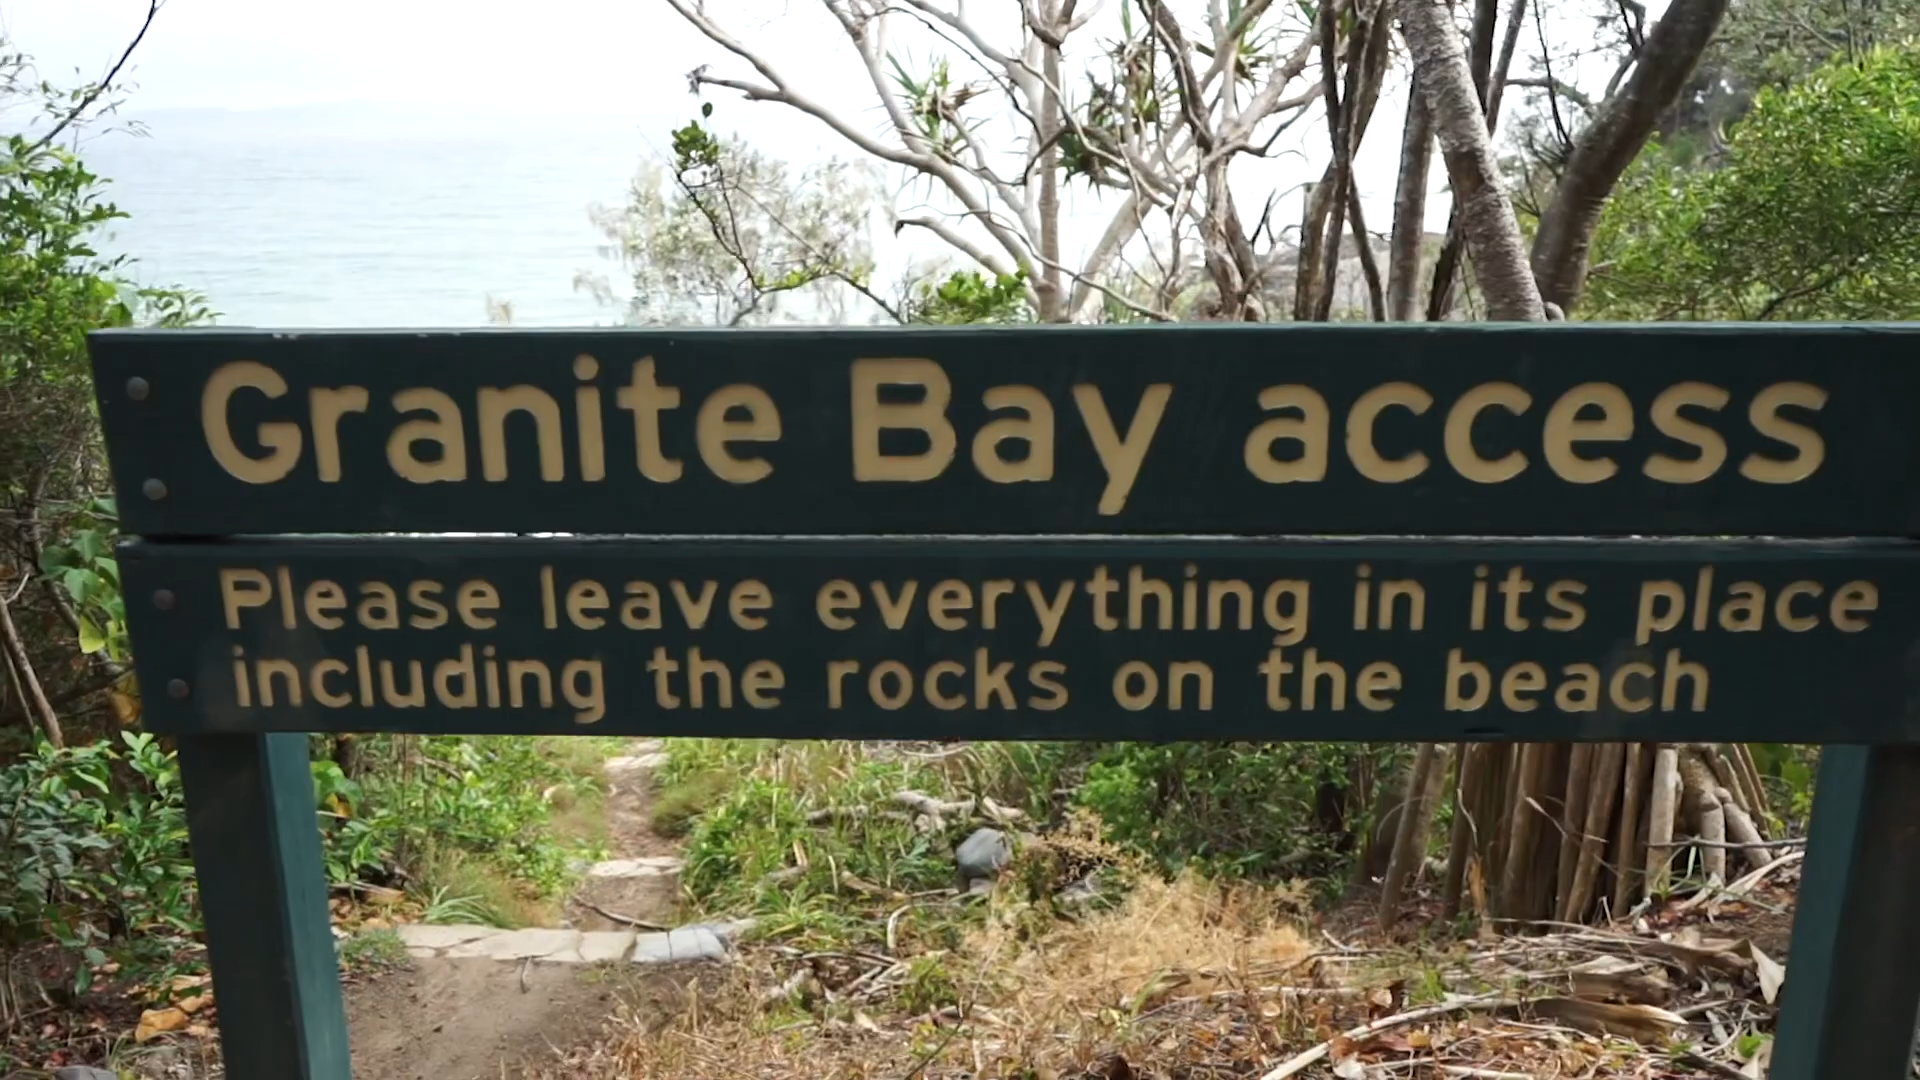 Granite Bay access
Please leave everything in its place
including the rocks on the beach